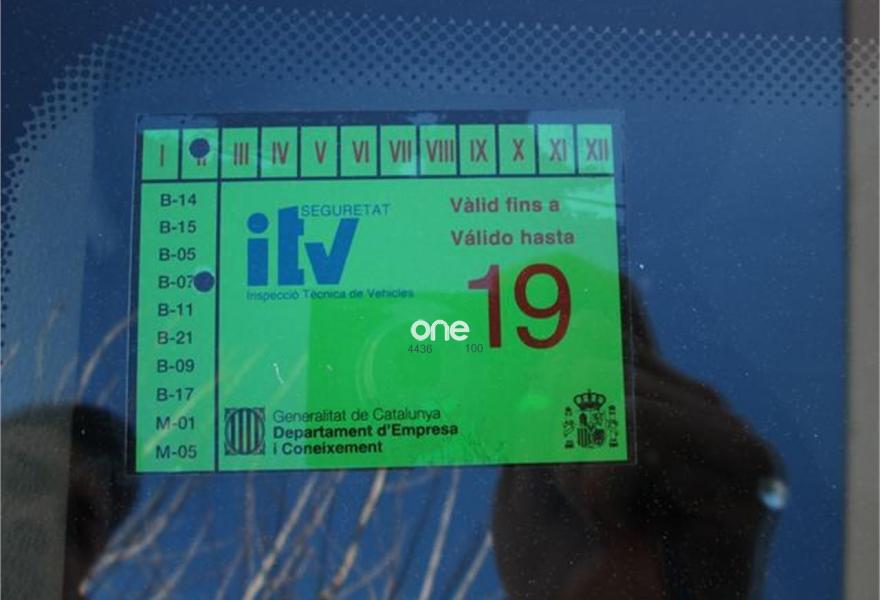 I II III IV V VI VII VIII IX X XI XII
B-14
B-15
B-05
B-07
B-11
B-21
B-09
B-17
M-01
M-05
SEGURETAT
itv
Inspecció Tècnica de Vehicles
Vàlid fins a
Válido hasta
19
one
4436 100
Generalitat de Catalunya
Departament d'Empresa
i Coneixement